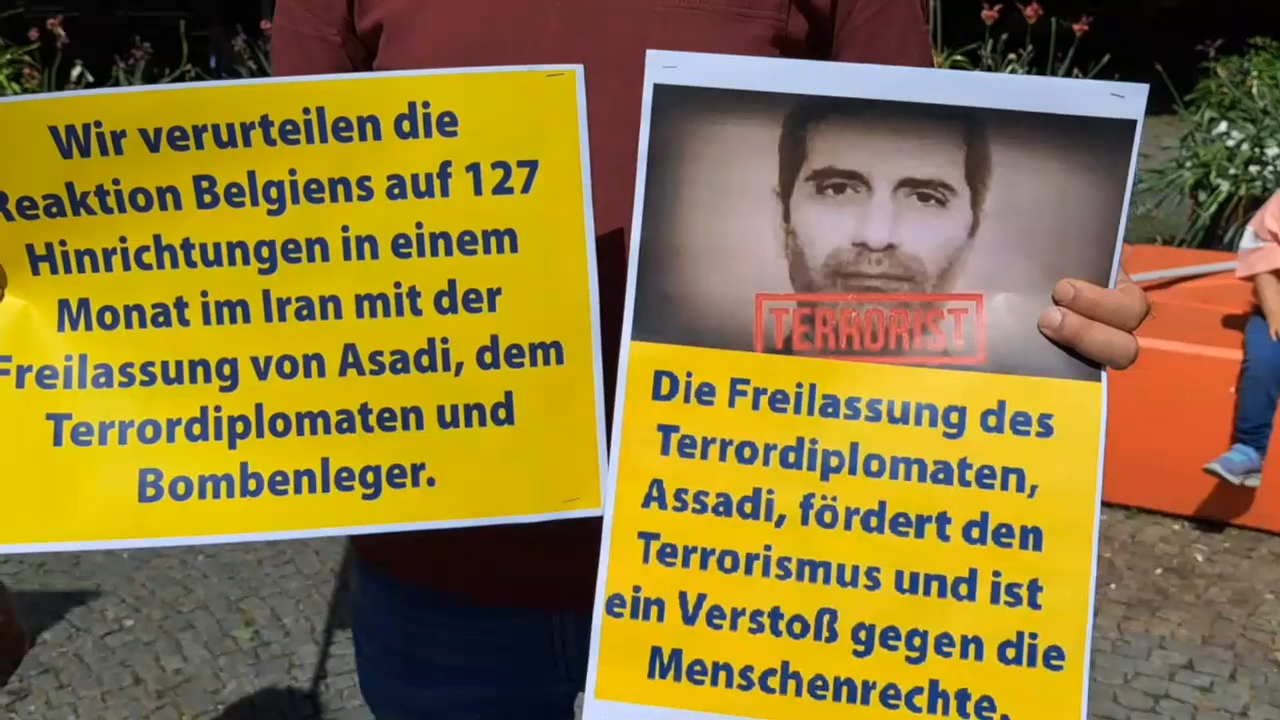 Wir verurteilen die
Reaktion Belgiens auf 127
Hinrichtungen in einem
Monat im Iran mit der
Freilassung von Asadi, dem
Terrordiplomaten und
Bombenleger.
TERRORIST
Die Freilassung des
Terrordiplomaten,
Assadi, fördert den
Terrorismus und ist
ein Verstoß gegen die
Menschenrechte.